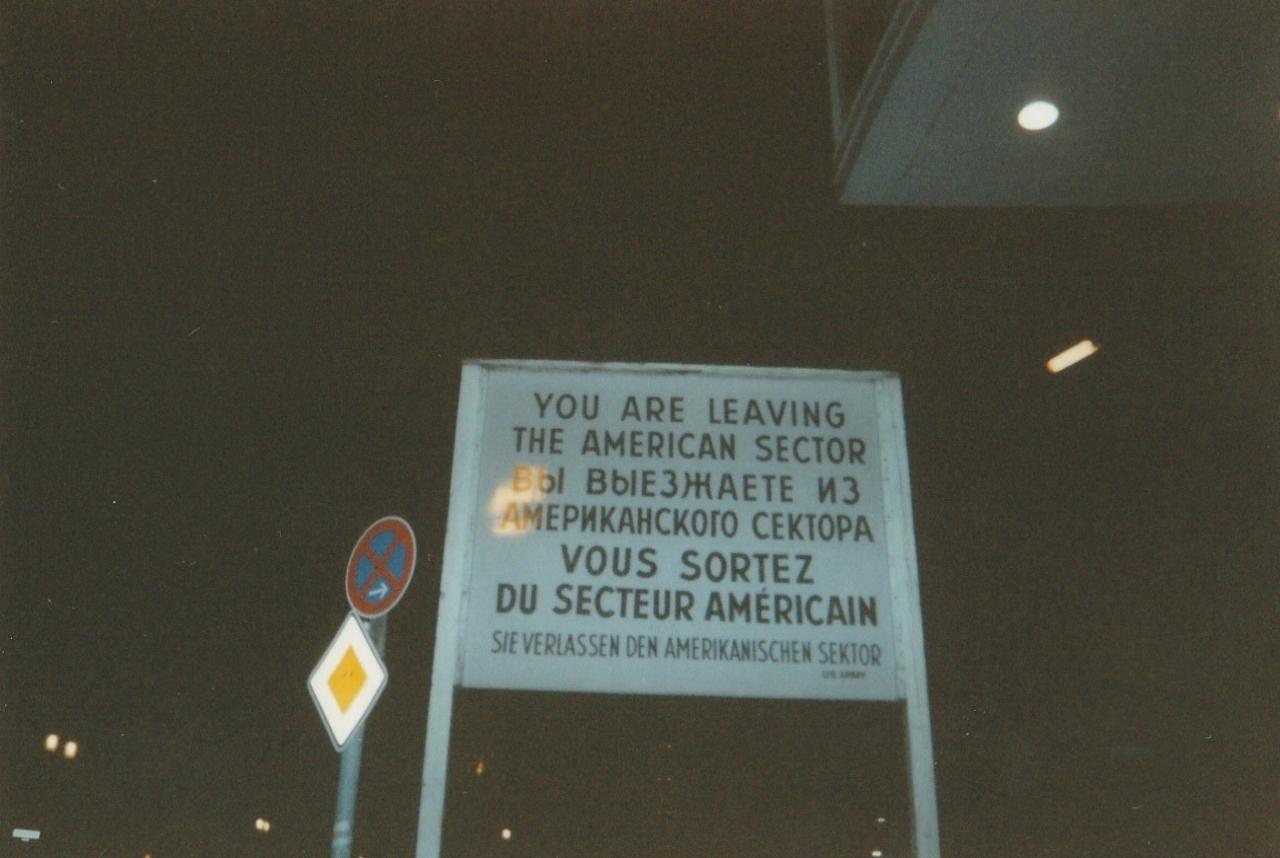 YOU ARE LEAVING
THE AMERICAN SECTOR
ВЫ ВЫЕЗЖАЕТЕ ИЗ
АМЕРИКАНСКОГО СЕКТОРА
VOUS SORTEZ
DU SECTEUR AMÉRICAIN
SIE VERLASSEN DEN AMERIKANISCHEN SEKTOR
US ARMY